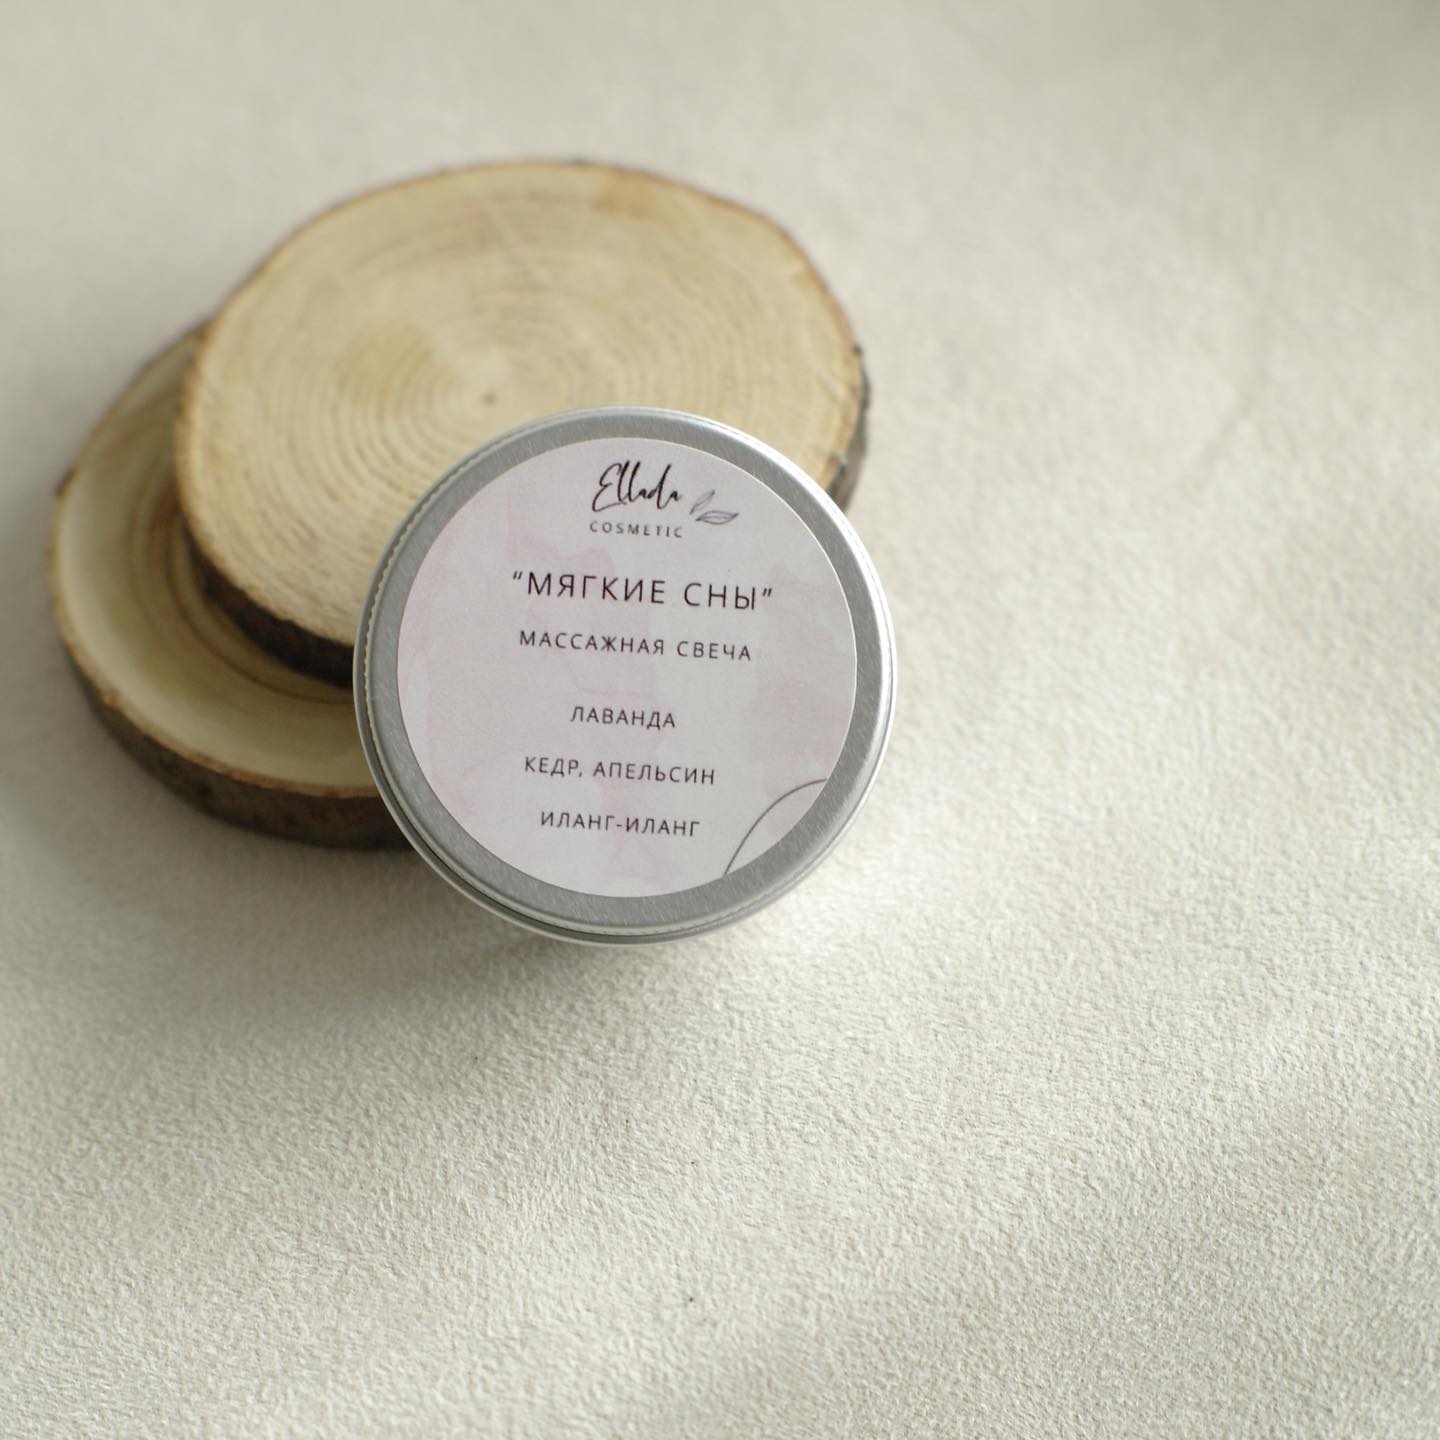 Ellada
COSMETIC
“МЯГКИЕ СНЫ”
МАССАЖНАЯ СВЕЧА
ЛАВАНДА
КЕДР, АПЕЛЬСИН
ИЛАНГ-ИЛАНГ